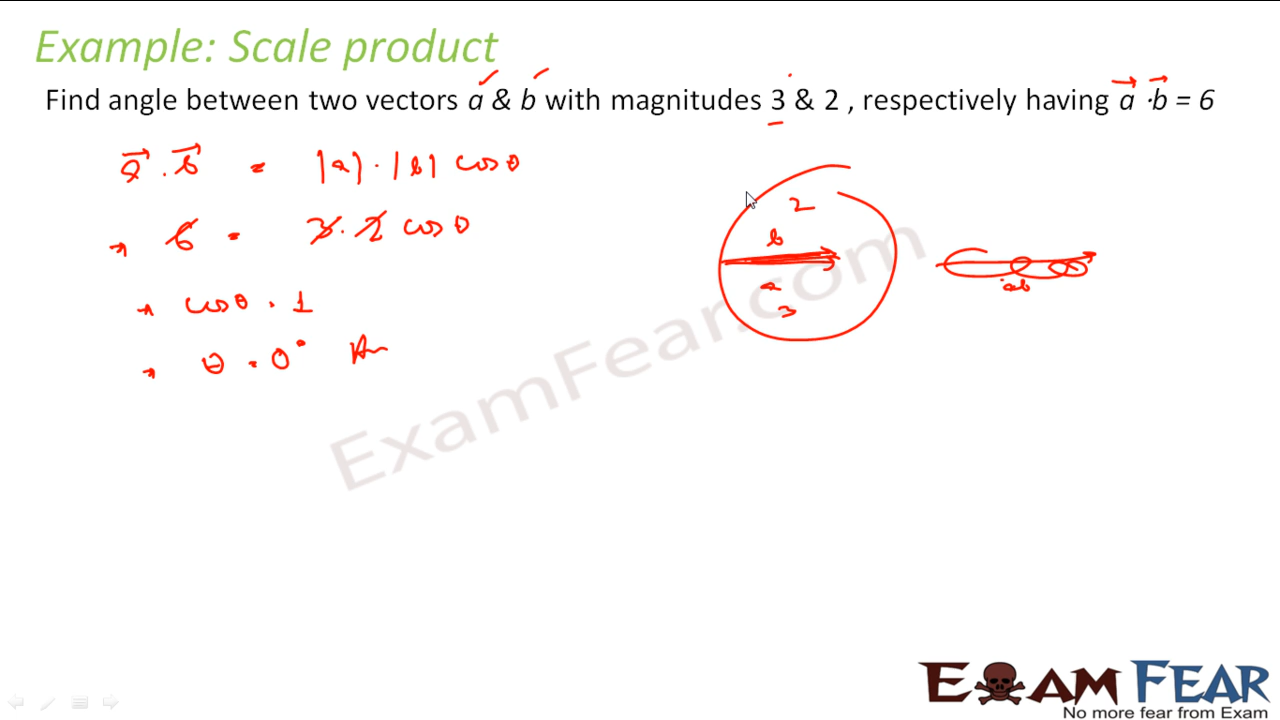 Example: Scale product
Find angle between two vectors a & b with magnitudes 3 & 2 , respectively having a ·b = 6
a . b = |a| · |b| cos θ
→ 6 = 3 . 2 cos θ
→ cos θ = 1
→ θ = 0°
2
b
a
3
ab
ExamFear.com
EXAM FEAR
No more fear from Exam